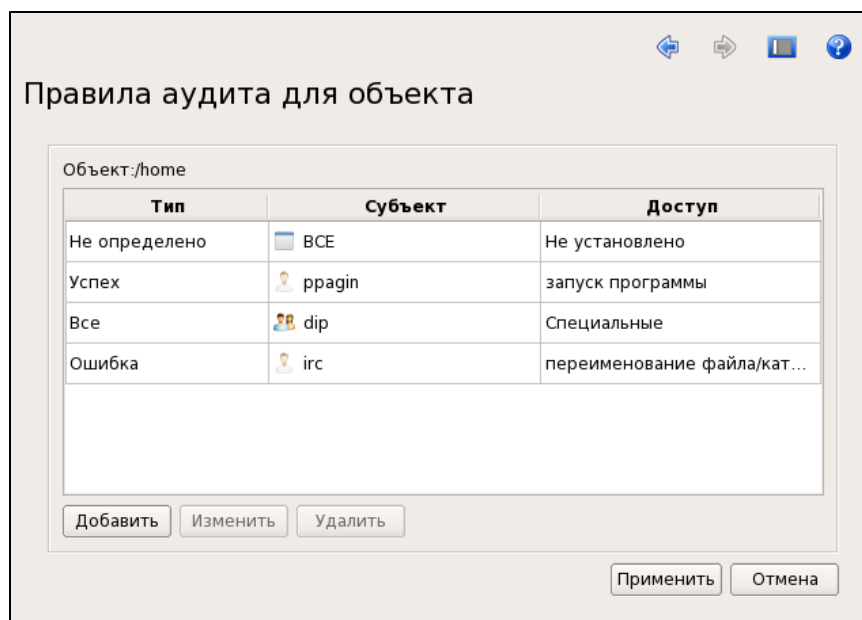 Правила аудита для объекта
Объект:/home
Тип Субъект Доступ
Не определено ВСЕ Не установлено
Успех ppagin запуск программы
Все dip Специальные
Ошибка irc переименование файла/кат...
Добавить Изменить Удалить
Применить Отмена